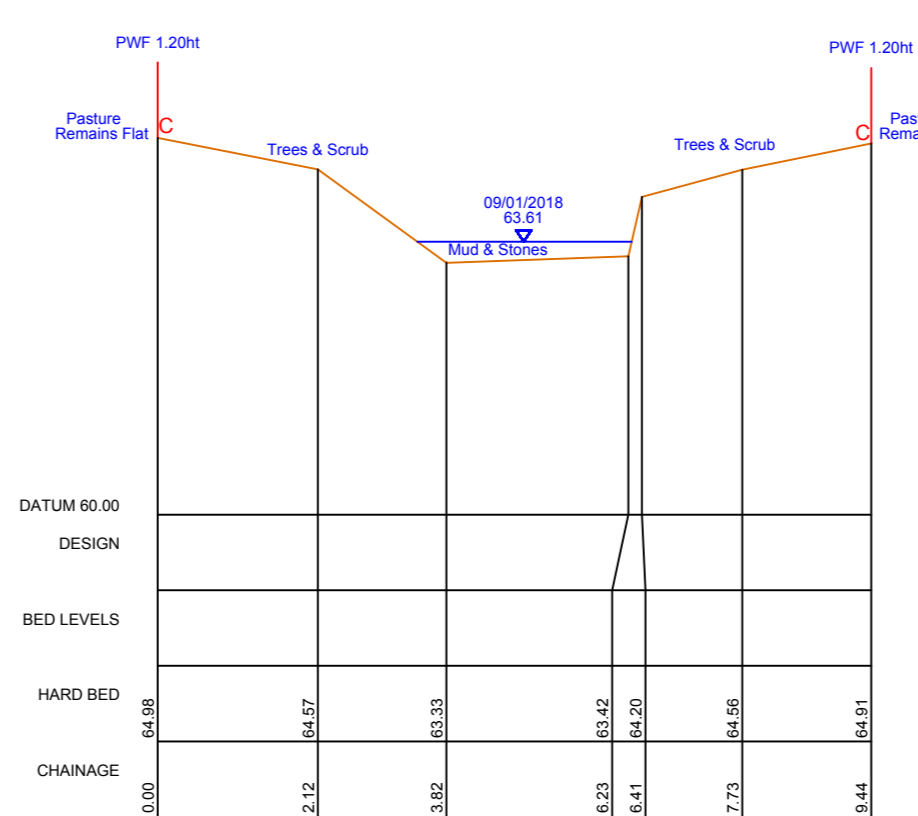 PWF 1.20ht
PWF 1.20ht
Pasture
Remains Flat
C
C
Pas
Rema
Trees & Scrub
Trees & Scrub
09/01/2018
63.61
Mud & Stones
DATUM 60.00
DESIGN
BED LEVELS
HARD BED
64.98
64.57
63.33
63.42
64.20
64.56
64.91
CHAINAGE
0.00
2.12
3.82
6.23
6.41
7.73
9.44